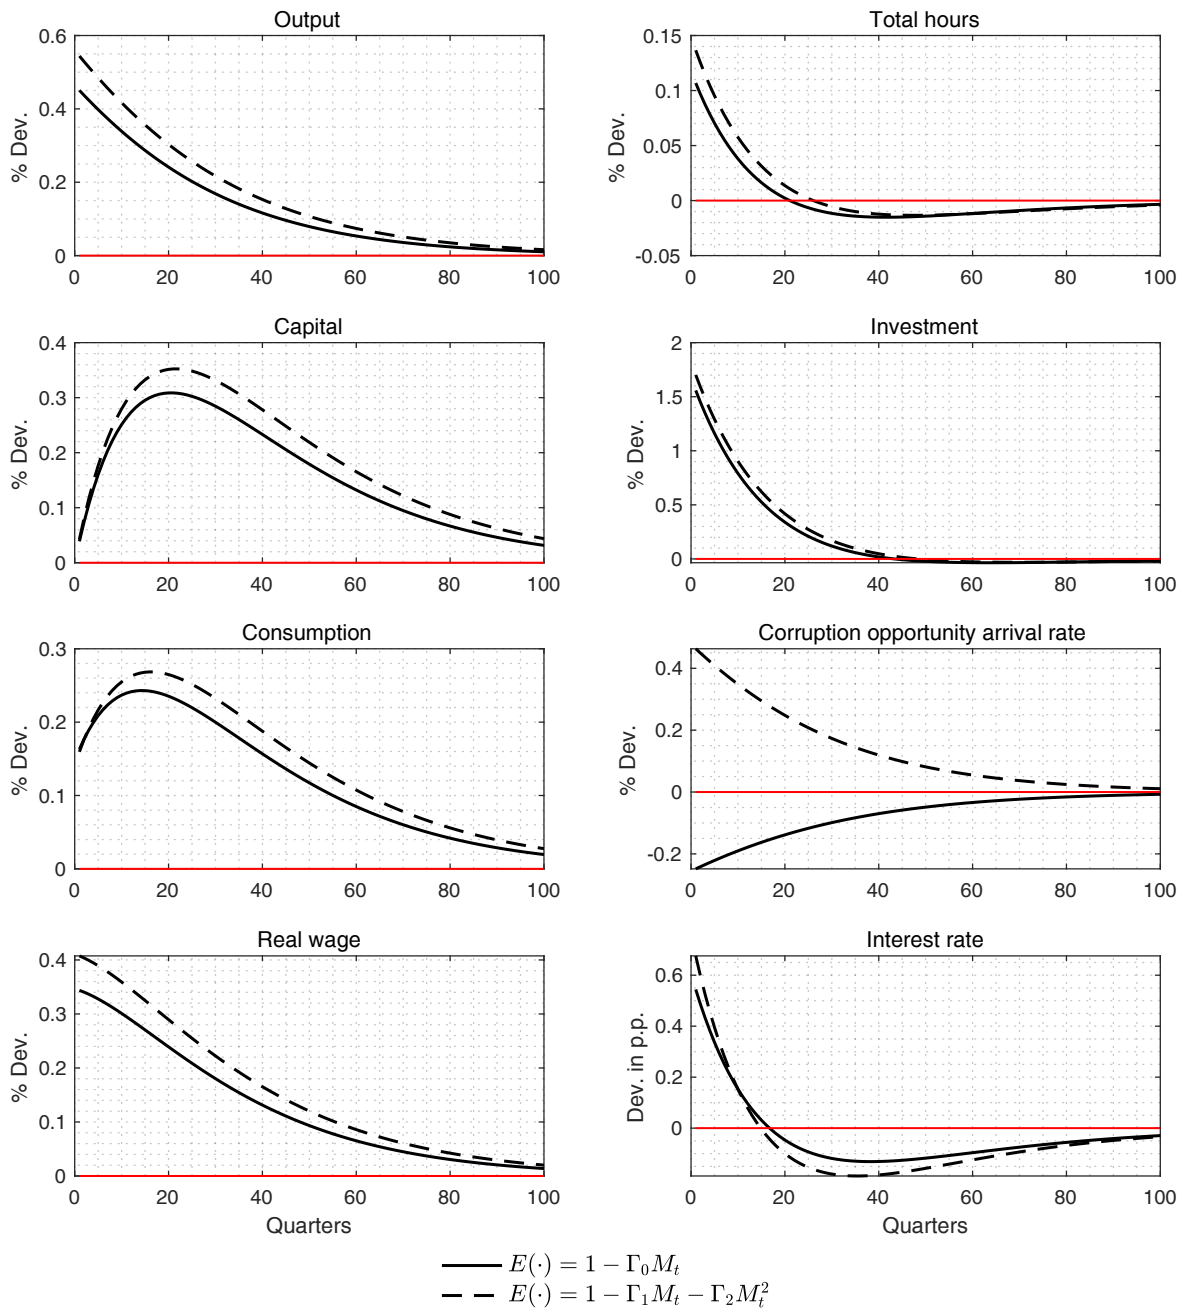 Output
% Dev.
0.6
0.4
0.2
0
0 20 40 60 80 100
Total hours
% Dev.
0.15
0.1
0.05
0
-0.05
0 20 40 60 80 100
Capital
% Dev.
0.4
0.3
0.2
0.1
0
0 20 40 60 80 100
Investment
% Dev.
2
1.5
1
0.5
0
0 20 40 60 80 100
Consumption
% Dev.
0.3
0.2
0.1
0
0 20 40 60 80 100
Corruption opportunity arrival rate
% Dev.
0.4
0.2
0
-0.2
0 20 40 60 80 100
Real wage
% Dev.
0.4
0.3
0.2
0.1
0
0 20 40 60 80 100
Quarters
Interest rate
Dev. in p.p.
0.6
0.4
0.2
0
0 20 40 60 80 100
Quarters
E(·) = 1 − Γ₀M_t
E(·) = 1 − Γ₁M_t − Γ₂M_t²